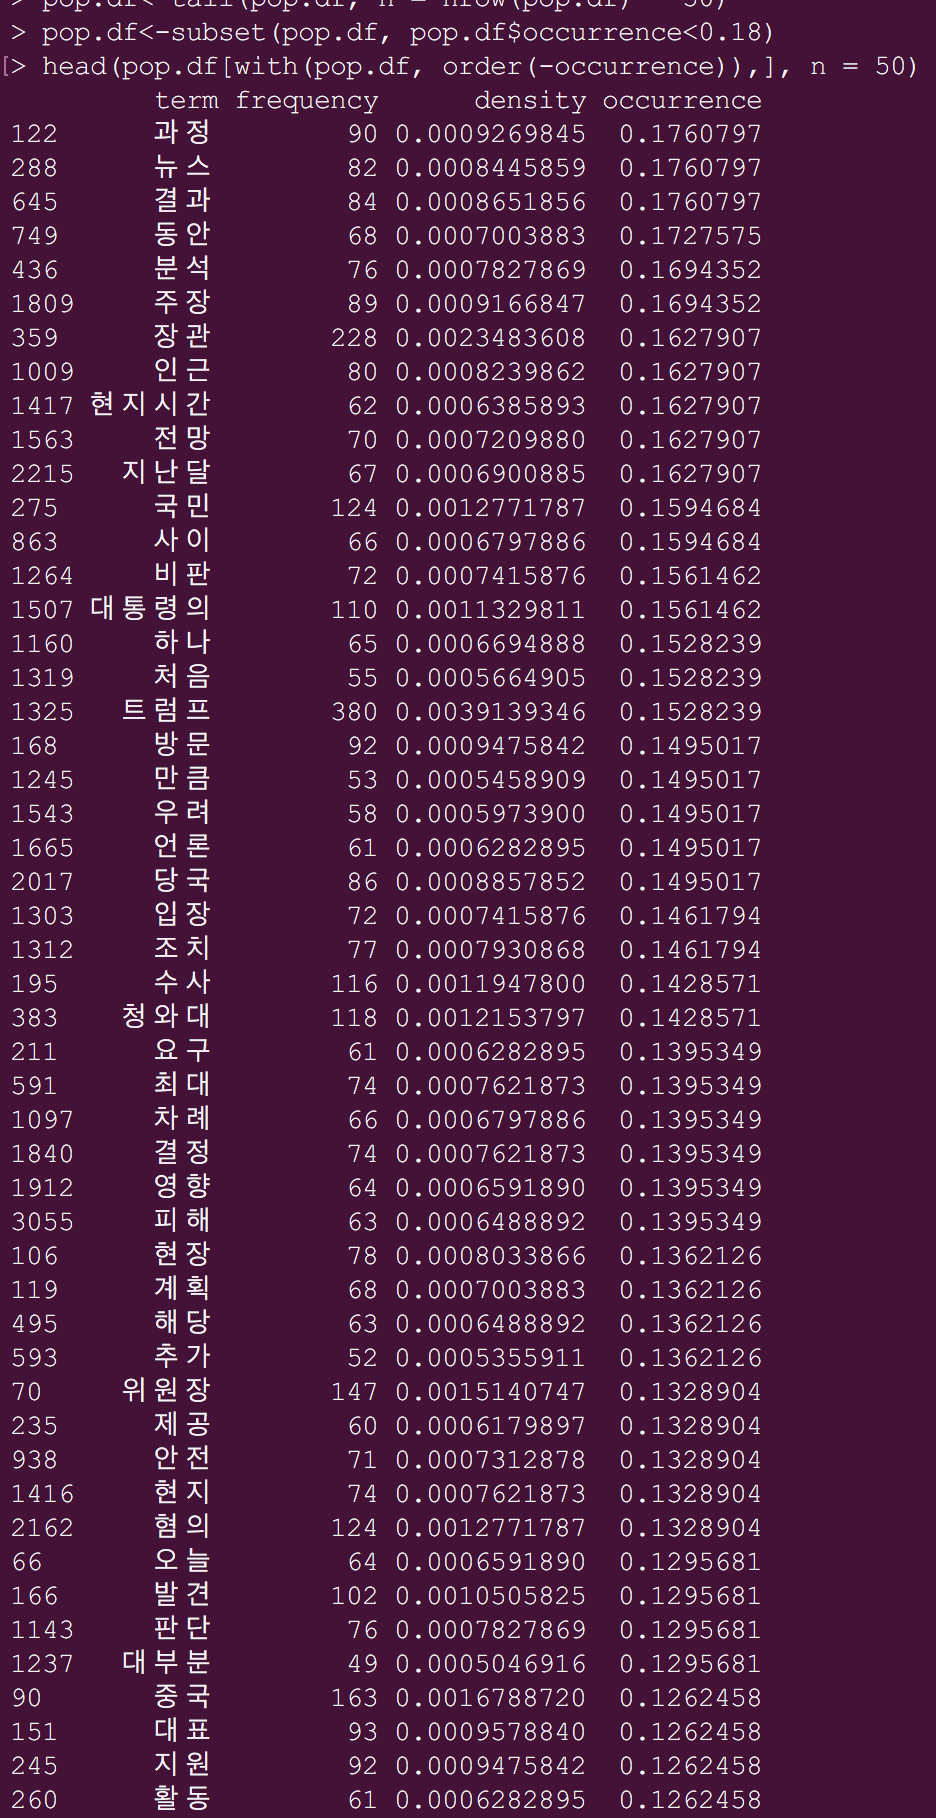 > pop.df<-tail(pop.df, n = nrow(pop.df) - 50)
> pop.df<-subset(pop.df, pop.df$occurrence<0.18)
[> head(pop.df[with(pop.df, order(-occurrence)),], n = 50)
term frequency density occurrence
122 과정 90 0.0009269845 0.1760797
288 뉴스 82 0.0008445859 0.1760797
645 결과 84 0.0008651856 0.1760797
749 동안 68 0.0007003883 0.1727575
436 분석 76 0.0007827869 0.1694352
1809 주장 89 0.0009166847 0.1694352
359 장관 228 0.0023483608 0.1627907
1009 인근 80 0.0008239862 0.1627907
1417 현지시간 62 0.0006385893 0.1627907
1563 전망 70 0.0007209880 0.1627907
2215 지난달 67 0.0006900885 0.1627907
275 국민 124 0.0012771787 0.1594684
863 사이 66 0.0006797886 0.1594684
1264 비판 72 0.0007415876 0.1561462
1507 대통령의 110 0.0011329811 0.1561462
1160 하나 65 0.0006694888 0.1528239
1319 처음 55 0.0005664905 0.1528239
1325 트럼프 380 0.0039139346 0.1528239
168 방문 92 0.0009475842 0.1495017
1245 만큼 53 0.0005458909 0.1495017
1543 우려 58 0.0005973900 0.1495017
1665 언론 61 0.0006282895 0.1495017
2017 당국 86 0.0008857852 0.1495017
1303 입장 72 0.0007415876 0.1461794
1312 조치 77 0.0007930868 0.1461794
195 수사 116 0.0011947800 0.1428571
383 청와대 118 0.0012153797 0.1428571
211 요구 61 0.0006282895 0.1395349
591 최대 74 0.0007621873 0.1395349
1097 차례 66 0.0006797886 0.1395349
1840 결정 74 0.0007621873 0.1395349
1912 영향 64 0.0006591890 0.1395349
3055 피해 63 0.0006488892 0.1395349
106 현장 78 0.0008033866 0.1362126
119 계획 68 0.0007003883 0.1362126
495 해당 63 0.0006488892 0.1362126
593 추가 52 0.0005355911 0.1362126
70 위원장 147 0.0015140747 0.1328904
235 제공 60 0.0006179897 0.1328904
938 안전 71 0.0007312878 0.1328904
1416 현지 74 0.0007621873 0.1328904
2162 혐의 124 0.0012771787 0.1328904
66 오늘 64 0.0006591890 0.1295681
166 발견 102 0.0010505825 0.1295681
1143 판단 76 0.0007827869 0.1295681
1237 대부분 49 0.0005046916 0.1295681
90 중국 163 0.0016788720 0.1262458
151 대표 93 0.0009578840 0.1262458
245 지원 92 0.0009475842 0.1262458
260 활동 61 0.0006282895 0.1262458